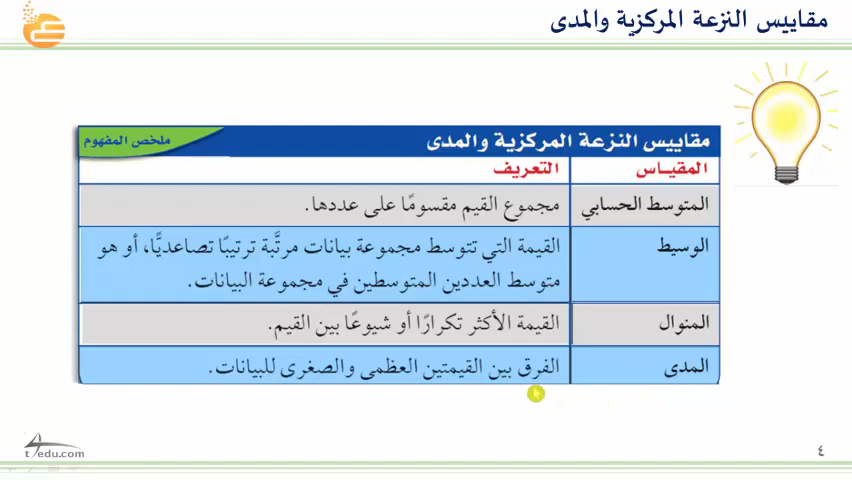 مقاييس النزعة المركزية والمدى
مقاييس النزعة المركزية والمدى
ملخص المفهوم
المقيـاس
التعريف
المتوسط الحسابي
مجموع القيم مقسومًا على عددها.
الوسيط
القيمة التي تتوسط مجموعة بيانات مرتَّبة ترتيبًا تصاعديًّا، أو هو
متوسط العددين المتوسطين في مجموعة البيانات.
المنوال
القيمة الأكثر تكرارًا أو شيوعًا بين القيم.
المدى
الفرق بين القيمتين العظمى والصغرى للبيانات.
t4edu.com
٤